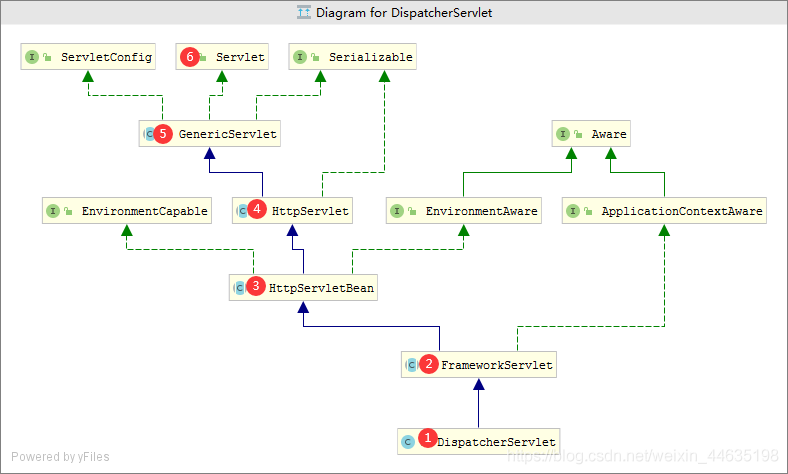 Diagram for DispatcherServlet
I ServletConfig
I 6 Servlet
I Serializable
C 5 GenericServlet
I Aware
I EnvironmentCapable
C 4 HttpServlet
I EnvironmentAware
I ApplicationContextAware
C 3 HttpServletBean
C 2 FrameworkServlet
C 1 DispatcherServlet
Powered by yFiles
https://blog.csdn.net/weixin_44635198